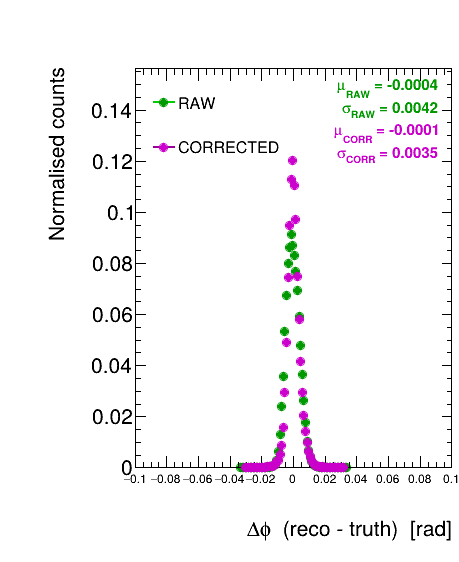 Normalised counts
RAW
CORRECTED
μRAW = -0.0004
σRAW = 0.0042
μCORR = -0.0001
σCORR = 0.0035
0.14
0.12
0.1
0.08
0.06
0.04
0.02
0
−0.1 −0.08 −0.06 −0.04 −0.02 0 0.02 0.04 0.06 0.08 0.1
Δϕ (reco - truth) [rad]